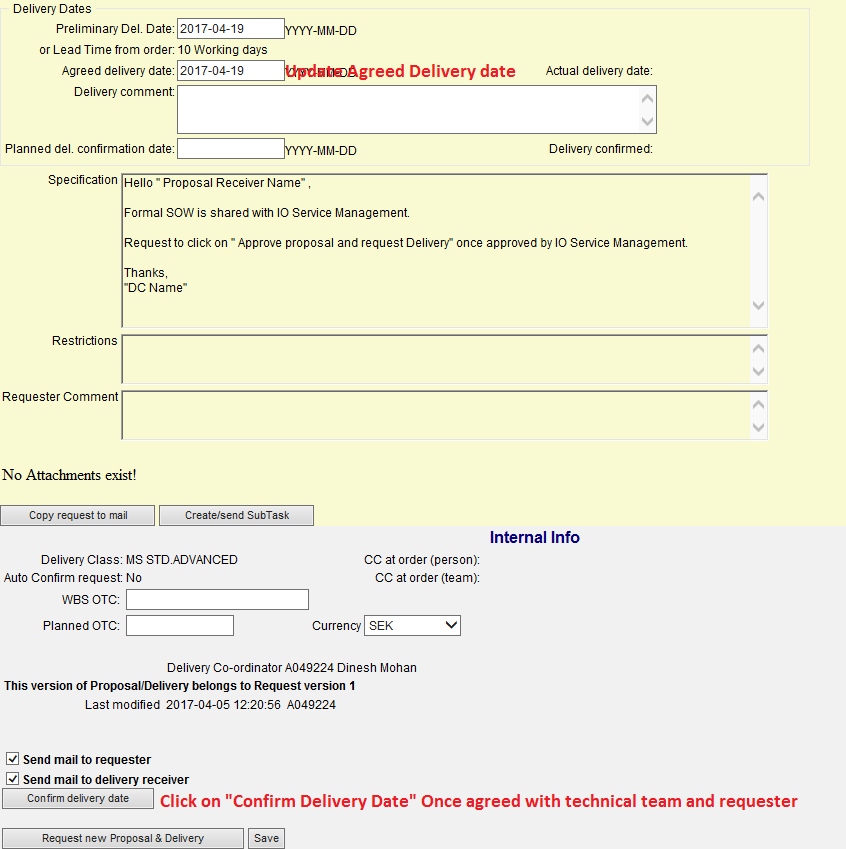 Delivery Dates
Preliminary Del. Date: 2017-04-19 YYYY-MM-DD
or Lead Time from order: 10 Working days
Agreed delivery date: 2017-04-19 YYYY-MM-DD Update Agreed Delivery date Actual delivery date:
Delivery comment:
Planned del. confirmation date: YYYY-MM-DD Delivery confirmed:
Specification Hello " Proposal Receiver Name" ,
Formal SOW is shared with IO Service Management.
Request to click on " Approve proposal and request Delivery" once approved by IO Service Management.
Thanks,
"DC Name"
Restrictions
Requester Comment
No Attachments exist!
Copy request to mail Create/send SubTask
Internal Info
Delivery Class: MS STD.ADVANCED CC at order (person):
Auto Confirm request: No CC at order (team):
WBS OTC:
Planned OTC: Currency SEK
Delivery Co-ordinator A049224 Dinesh Mohan
This version of Proposal/Delivery belongs to Request version 1
Last modified 2017-04-05 12:20:56 A049224
Send mail to requester
Send mail to delivery receiver
Confirm delivery date Click on "Confirm Delivery Date" Once agreed with technical team and requester
Request new Proposal & Delivery Save